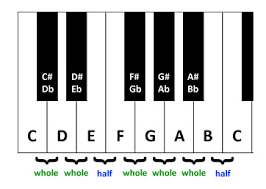 C# D# F# G# A#
Db Eb Gb Ab Bb
C D E F G A B C
whole whole half whole whole whole half